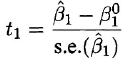 t₁ = (β̂₁ − β₁⁰) / s.e.(β̂₁)